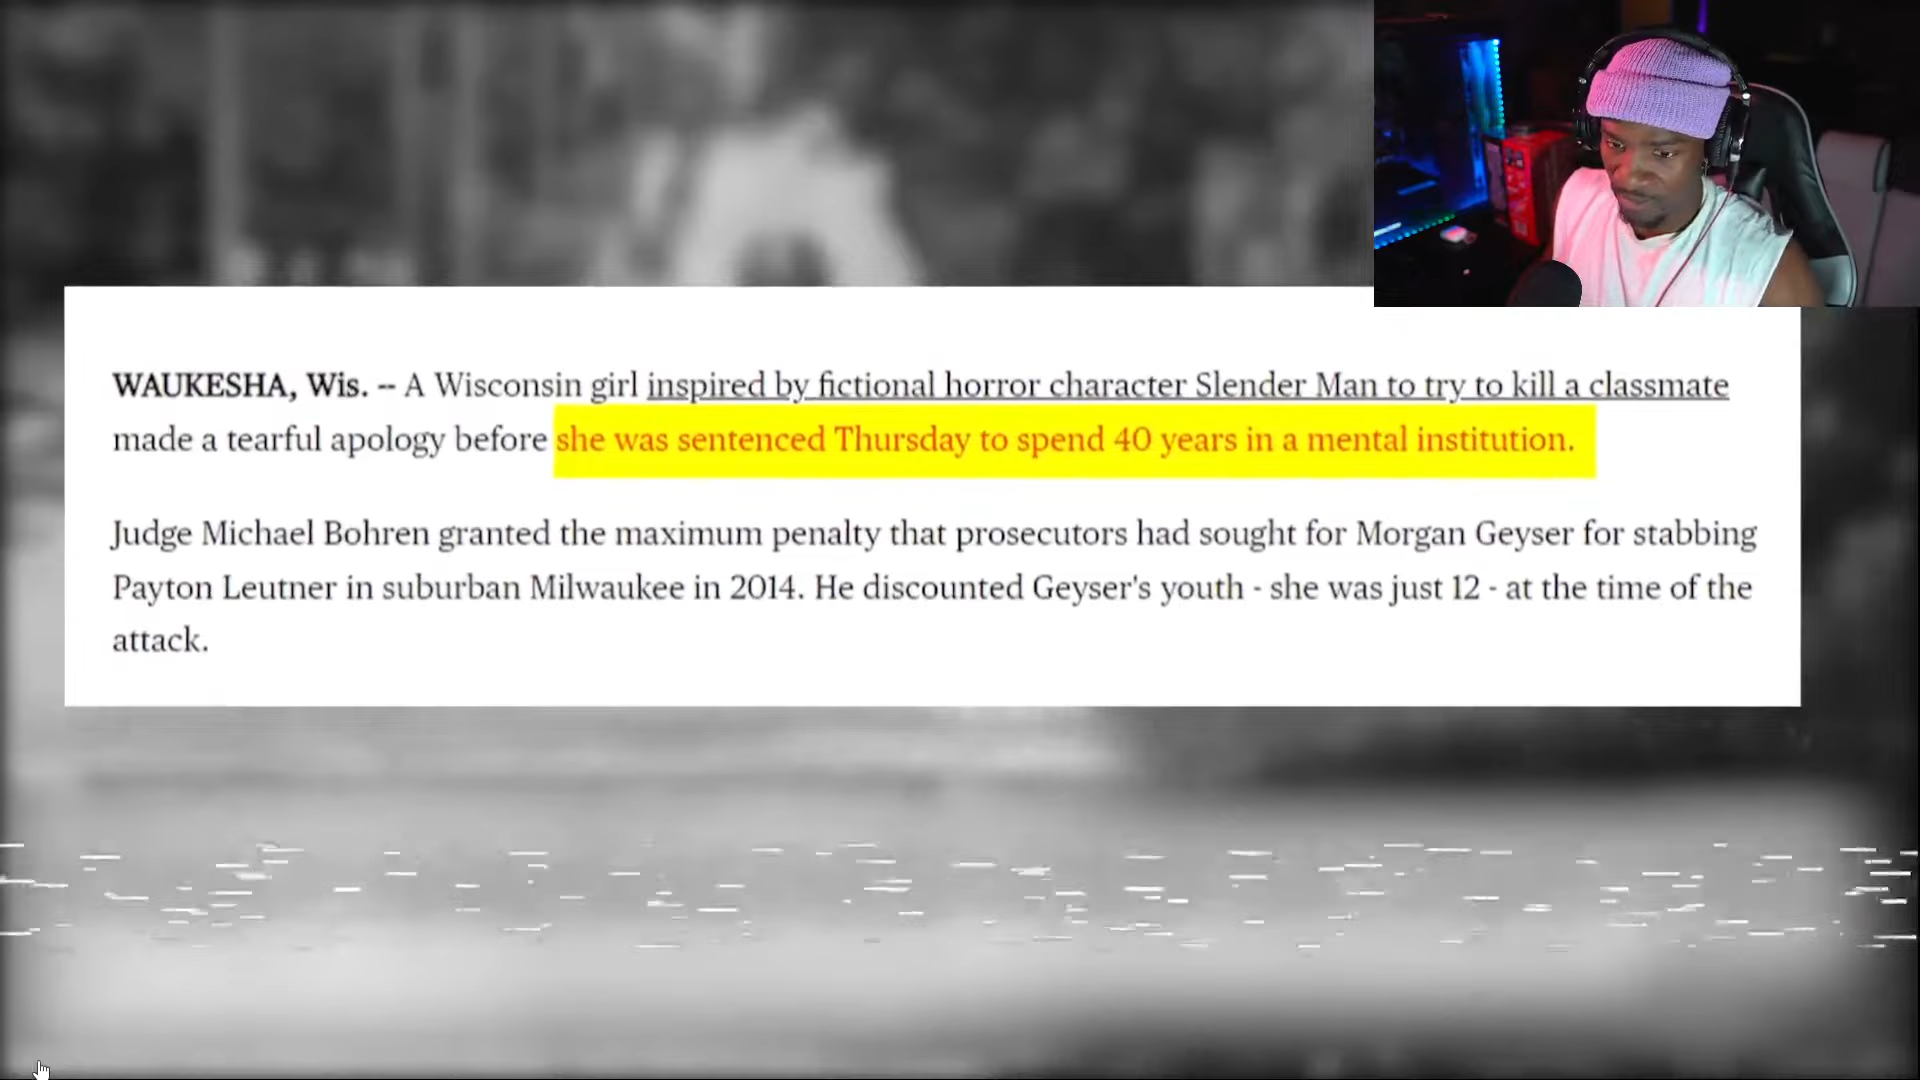 WAUKESHA, Wis. -- A Wisconsin girl inspired by fictional horror character Slender Man to try to kill a classmate
made a tearful apology before she was sentenced Thursday to spend 40 years in a mental institution.
Judge Michael Bohren granted the maximum penalty that prosecutors had sought for Morgan Geyser for stabbing
Payton Leutner in suburban Milwaukee in 2014. He discounted Geyser's youth - she was just 12 - at the time of the
attack.